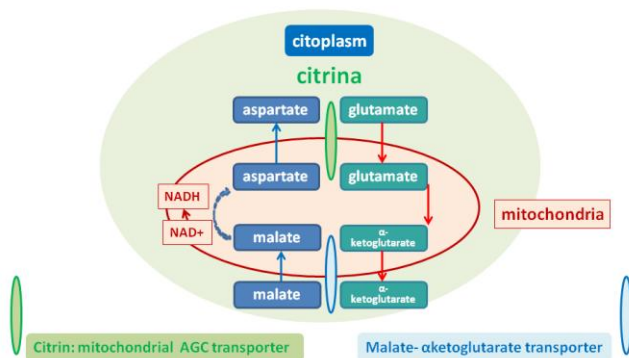 citoplasm
citrina
aspartate
glutamate
aspartate
glutamate
NADH
NAD+
mitochondria
malate
α-
ketoglutarate
malate
α-
ketoglutarate
Citrin: mitochondrial AGC transporter
Malate- αketoglutarate transporter